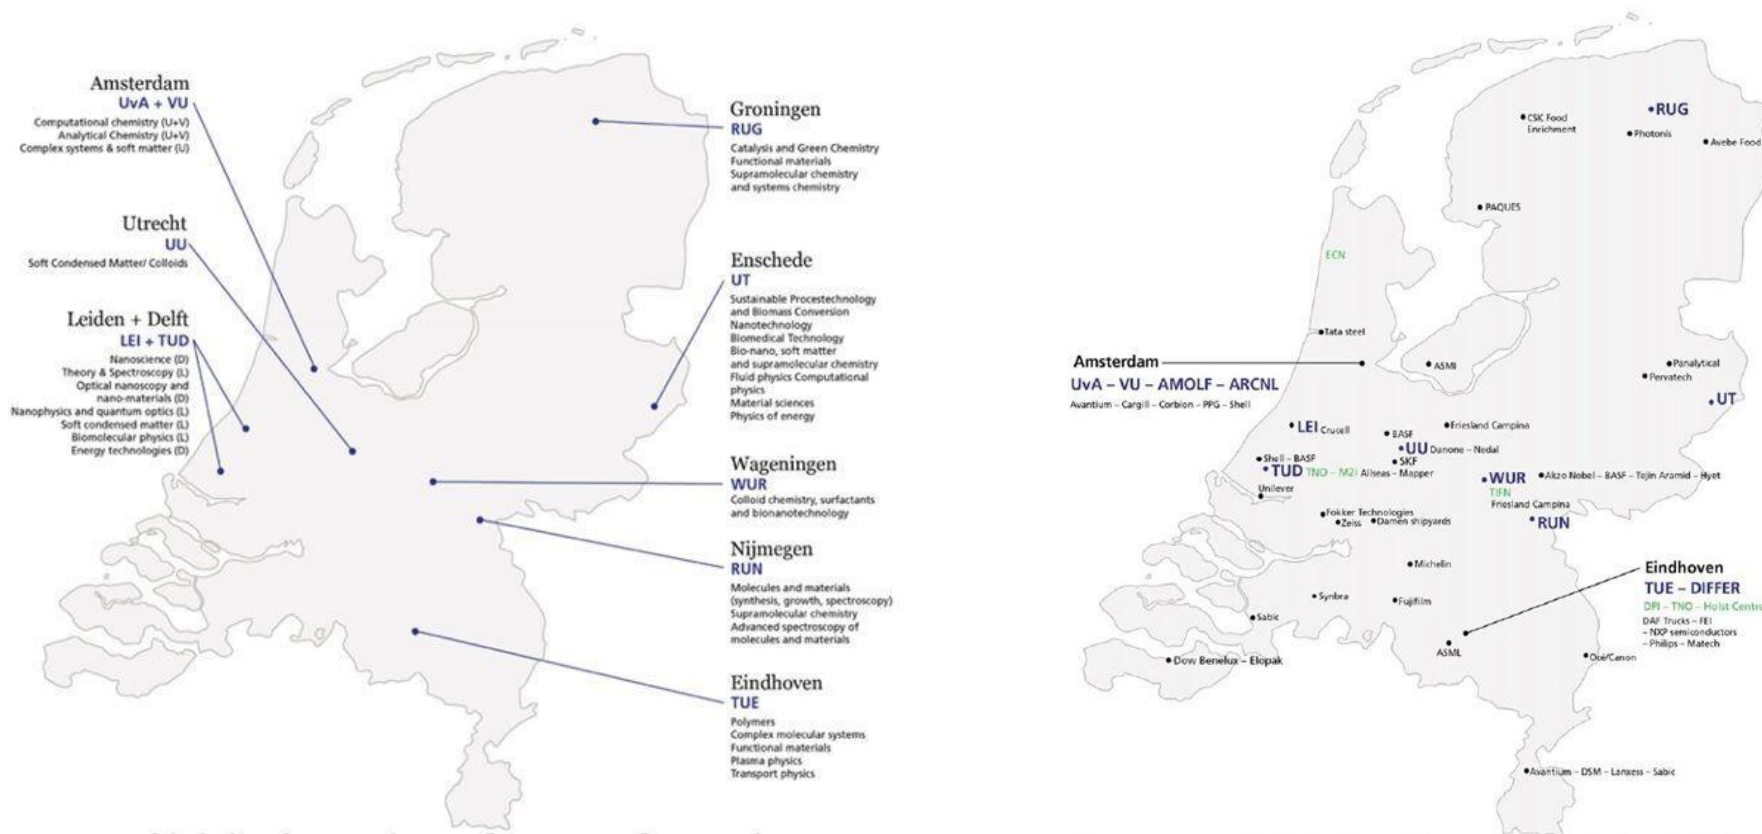 Amsterdam
UvA + VU
Computational chemistry (U+V)
Analytical Chemistry (U+V)
Complex systems & soft matter (U)
Utrecht
UU
Soft Condensed Matter/ Colloids
Leiden + Delft
LEI + TUD
Nanoscience (D)
Theory & Spectroscopy (L)
Optical nanoscopy and
nano-materials (D)
Nanophysics and quantum optics (L)
Soft condensed matter (L)
Biomolecular physics (L)
Energy technologies (D)
Groningen
RUG
Catalysis and Green Chemistry
Functional materials
Supramolecular chemistry
and systems chemistry
Enschede
UT
Sustainable Procestechnology
and Biomass Conversion
Nanotechnology
Biomedical Technology
Bio-nano, soft matter
and supramolecular chemistry
Fluid physics Computational
physics
Material sciences
Physics of energy
Wageningen
WUR
Colloid chemistry, surfactants
and bionanotechnology
Nijmegen
RUN
Molecules and materials
(synthesis, growth, spectroscopy)
Supramolecular chemistry
Advanced spectroscopy of
molecules and materials
Eindhoven
TUE
Polymers
Complex molecular systems
Functional materials
Plasma physics
Transport physics
RUG
CSK Food
Enrichment
Photonis
Avebe Food
PAQUES
ECN
Tata steel
Amsterdam
UvA – VU – AMOLF – ARCNL
Avantium – Cargill – Corbion – PPG – Shell
ASMI
Panalytical
Pervatech
UT
LEI Crucell
BASF
Friesland Campina
UU Danone – Nedal
SKF
Shell – BASF
TUD TNO – M2i Allseas – Mapper
Unilever
WUR
TIFN
Friesland Campina
Akzo Nobel – BASF – Tejin Aramid – Hyet
RUN
Fokker Technologies
Zeiss
Damen shipyards
Michelin
Synbra
Fujifilm
Sabic
Eindhoven
TUE – DIFFER
DPI – TNO – Holst Centre
DAF Trucks – FEI
– NXP semiconductors
– Philips – Matech
ASML
Océ/Canon
Dow Benelux – Elopak
Avantium – DSM – Lanxess – Sabic